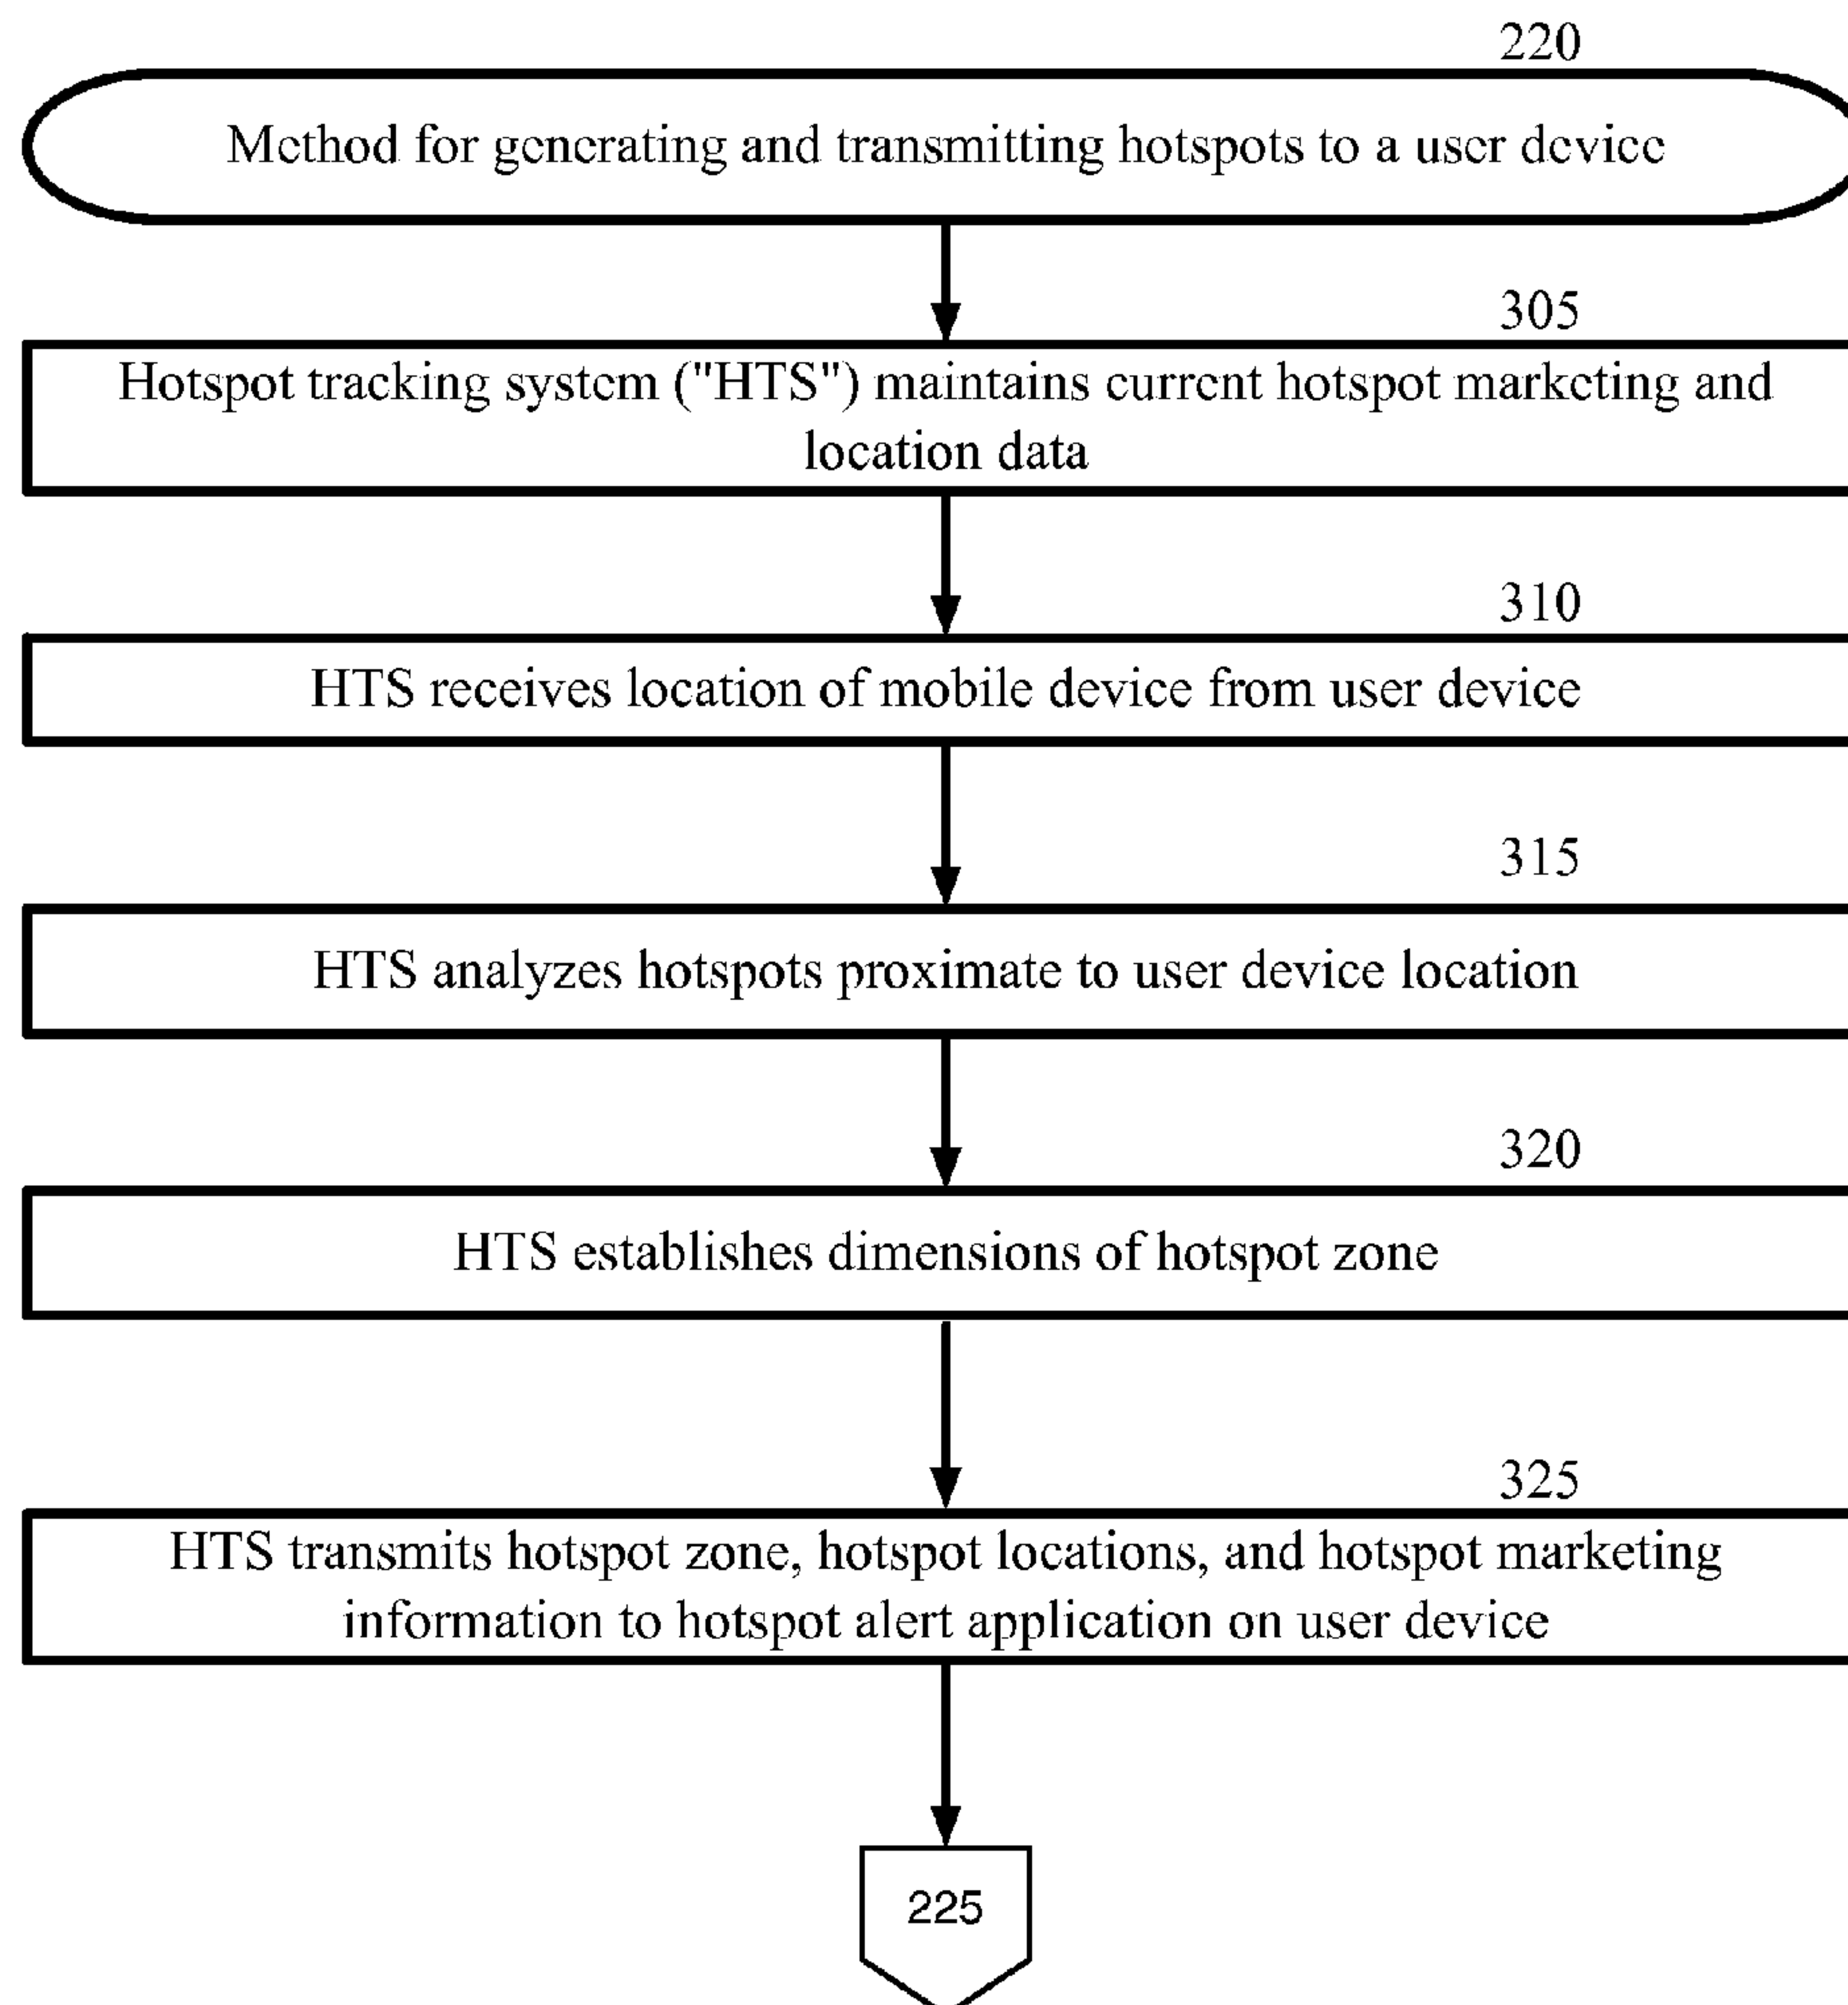 220
Method for generating and transmitting hotspots to a user device
305
Hotspot tracking system ("HTS") maintains current hotspot marketing and
location data
310
HTS receives location of mobile device from user device
315
HTS analyzes hotspots proximate to user device location
320
HTS establishes dimensions of hotspot zone
325
HTS transmits hotspot zone, hotspot locations, and hotspot marketing
information to hotspot alert application on user device
225